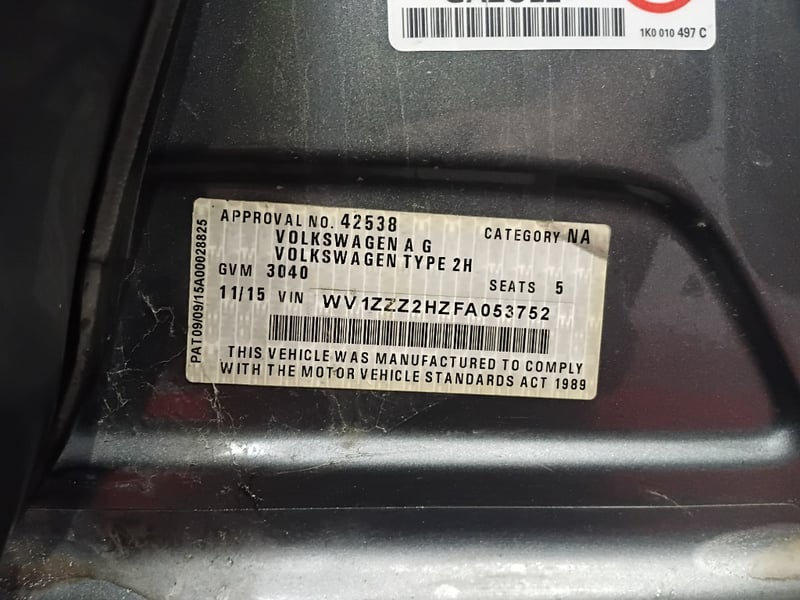 1K0 010 497 C
APPROVAL NO. 42538
CATEGORY NA
VOLKSWAGEN A G
VOLKSWAGEN TYPE 2H
GVM 3040
SEATS 5
11/15 VIN WV1ZZZ2HZFA053752
THIS VEHICLE WAS MANUFACTURED TO COMPLY
WITH THE MOTOR VEHICLE STANDARDS ACT 1989
PAT09/09/15A00028825